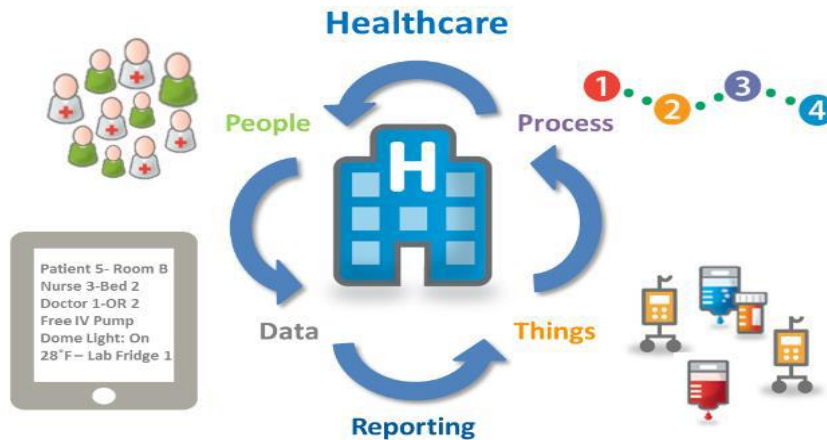 Healthcare
People
Process
1
2
3
4
H
Patient 5- Room B
Nurse 3-Bed 2
Doctor 1-OR 2
Free IV Pump
Dome Light: On
28˚F – Lab Fridge 1
Data
Things
Reporting